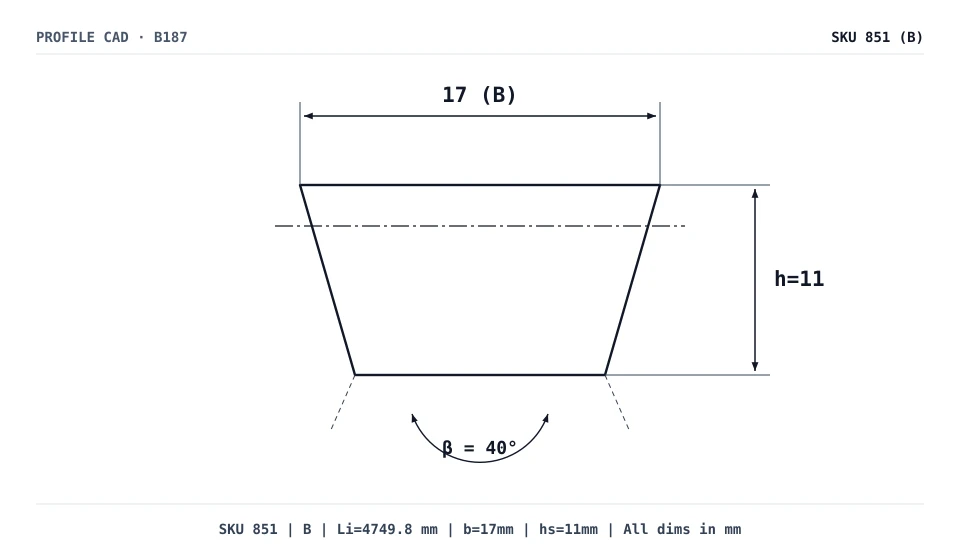 PROFILE CAD · B187
SKU 851 (B)
17 (B)
h=11
β = 40°
SKU 851 | B | Li=4749.8 mm | b=17mm | hs=11mm | All dims in mm